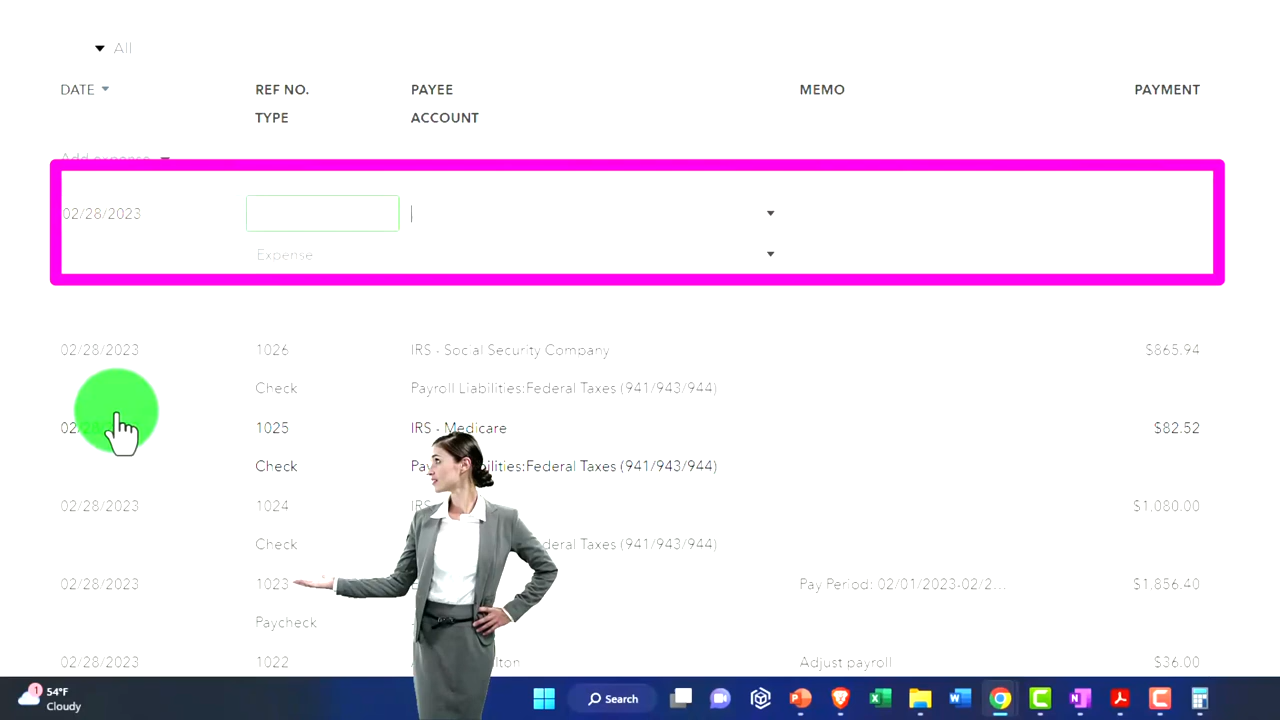 All
DATE REF NO. PAYEE MEMO PAYMENT
TYPE ACCOUNT
Add expense
02/28/2023
Expense
02/28/2023 1026 IRS - Social Security Company $865.94
Check Payroll Liabilities:Federal Taxes (941/943/944)
1025 IRS - Medicare $82.52
Check Federal Taxes (941/943/944)
02/28/2023 1024 $1,080.00
Check (941/943/944)
02/28/2023 1023 Pay Period: 02/01/2023-02/2...
$1,856.40
Paycheck
02/28/2023 1022 Adjust payroll $36.00
1 54°F
Cloudy
Search